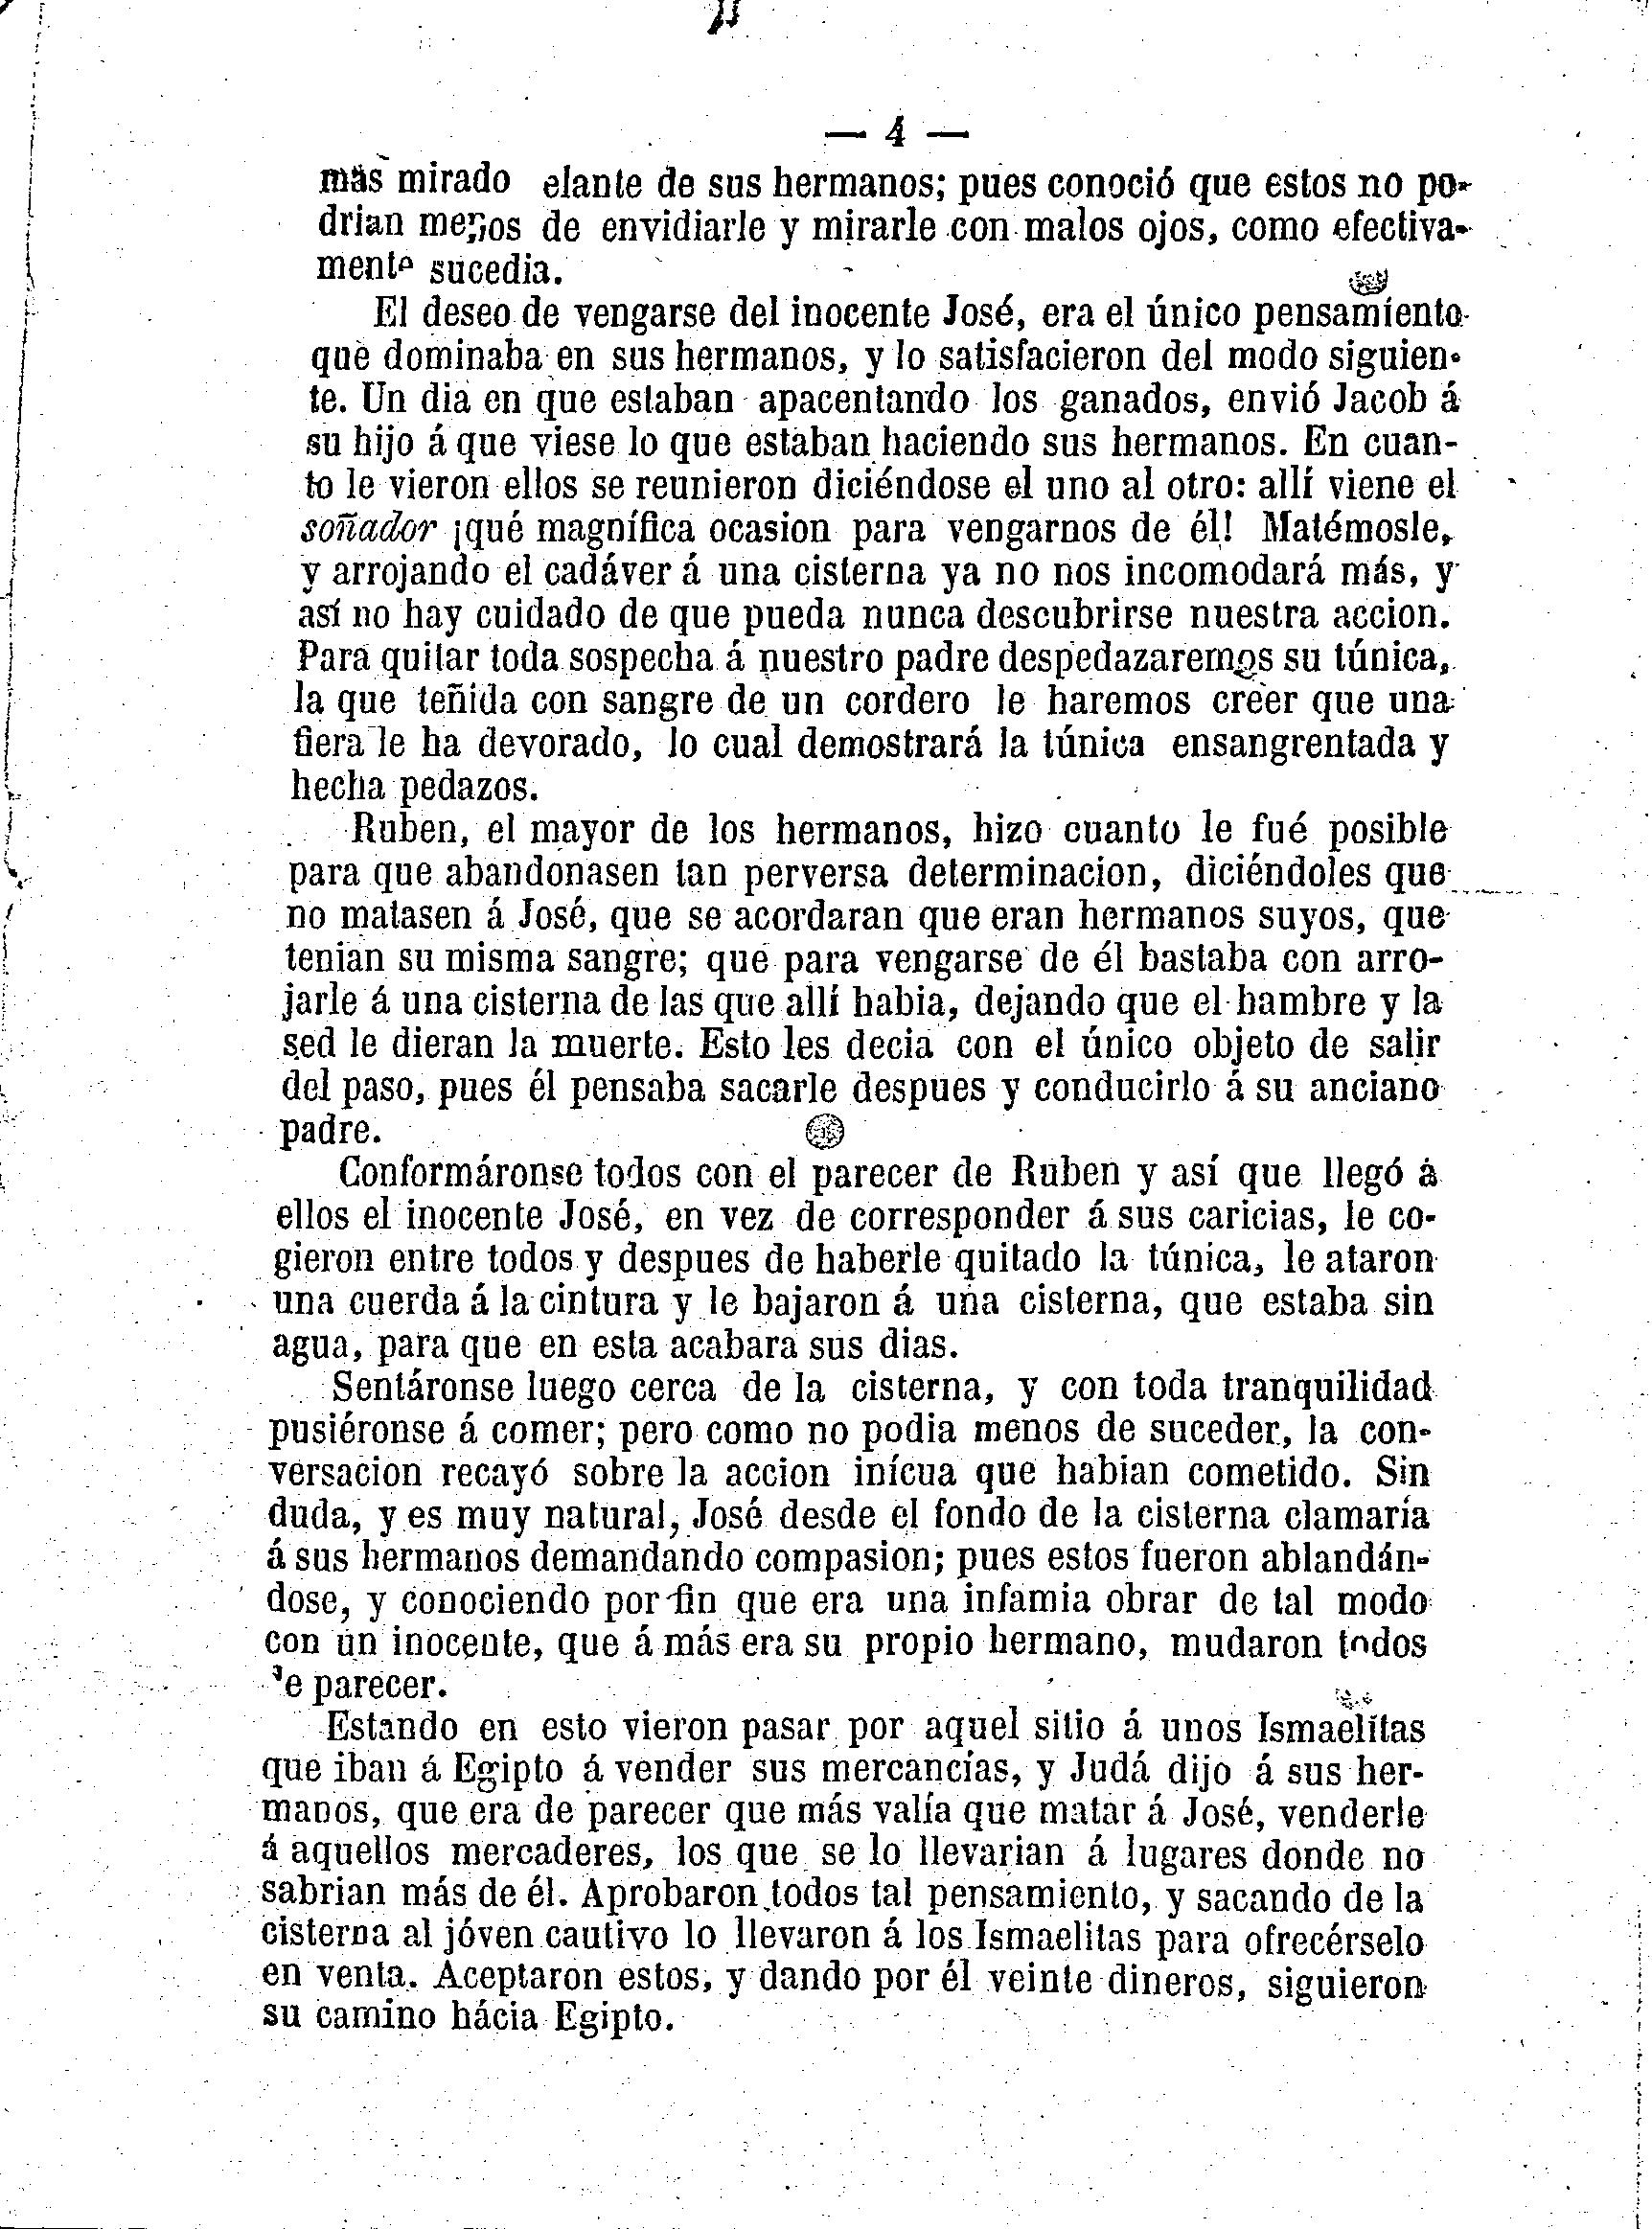 — 4 —
más mirado elante de sus hermanos; pues conoció que estos no po-
drian menos de envidiarle y mirarle con malos ojos, como efectiva-
mente sucedia.
El deseo de vengarse del inocente José, era el único pensamiento
que dominaba en sus hermanos, y lo satisfacieron del modo siguien-
te. Un dia en que estaban apacentando los ganados, envió Jacob á
su hijo á que viese lo que estaban haciendo sus hermanos. En cuan-
to le vieron ellos se reunieron diciéndose el uno al otro: allí viene el
soñador ¡qué magnífica ocasion para vengarnos de él! Matémosle,
y arrojando el cadáver á una cisterna ya no nos incomodará más, y
así no hay cuidado de que pueda nunca descubrirse nuestra accion.
Para quitar toda sospecha á nuestro padre despedazaremos su túnica,
la que teñida con sangre de un cordero le haremos creer que una
fiera le ha devorado, lo cual demostrará la túnica ensangrentada y
hecha pedazos.
Ruben, el mayor de los hermanos, hizo cuanto le fué posible
para que abandonasen tan perversa determinacion, diciéndoles que
no matasen á José, que se acordaran que eran hermanos suyos, que
tenian su misma sangre; que para vengarse de él bastaba con arro-
jarle á una cisterna de las que allí habia, dejando que el hambre y la
sed le dieran la muerte. Esto les decia con el único objeto de salir
del paso, pues él pensaba sacarle despues y conducirlo á su anciano
padre.
Conformáronse todos con el parecer de Ruben y así que llegó á
ellos el inocente José, en vez de corresponder á sus caricias, le co-
gieron entre todos y despues de haberle quitado la túnica, le ataron
una cuerda á la cintura y le bajaron á una cisterna, que estaba sin
agua, para que en esta acabara sus dias.
Sentáronse luego cerca de la cisterna, y con toda tranquilidad
pusiéronse á comer; pero como no podia menos de suceder, la con-
versacion recayó sobre la accion inícua que habian cometido. Sin
duda, y es muy natural, José desde el fondo de la cisterna clamaría
á sus hermanos demandando compasion; pues estos fueron ablandán-
dose, y conociendo por fin que era una infamia obrar de tal modo
con un inocente, que á más era su propio hermano, mudaron todos
e parecer.
Estando en esto vieron pasar por aquel sitio á unos Ismaelitas
que iban á Egipto á vender sus mercancías, y Judá dijo á sus her-
manos, que era de parecer que más valía que matar á José, venderle
á aquellos mercaderes, los que se lo llevarian á lugares donde no
sabrian más de él. Aprobaron todos tal pensamiento, y sacando de la
cisterna al jóven cautivo lo llevaron á los Ismaelitas para ofrecérselo
en venta. Aceptaron estos, y dando por él veinte dineros, siguieron
su camino hácia Egipto.